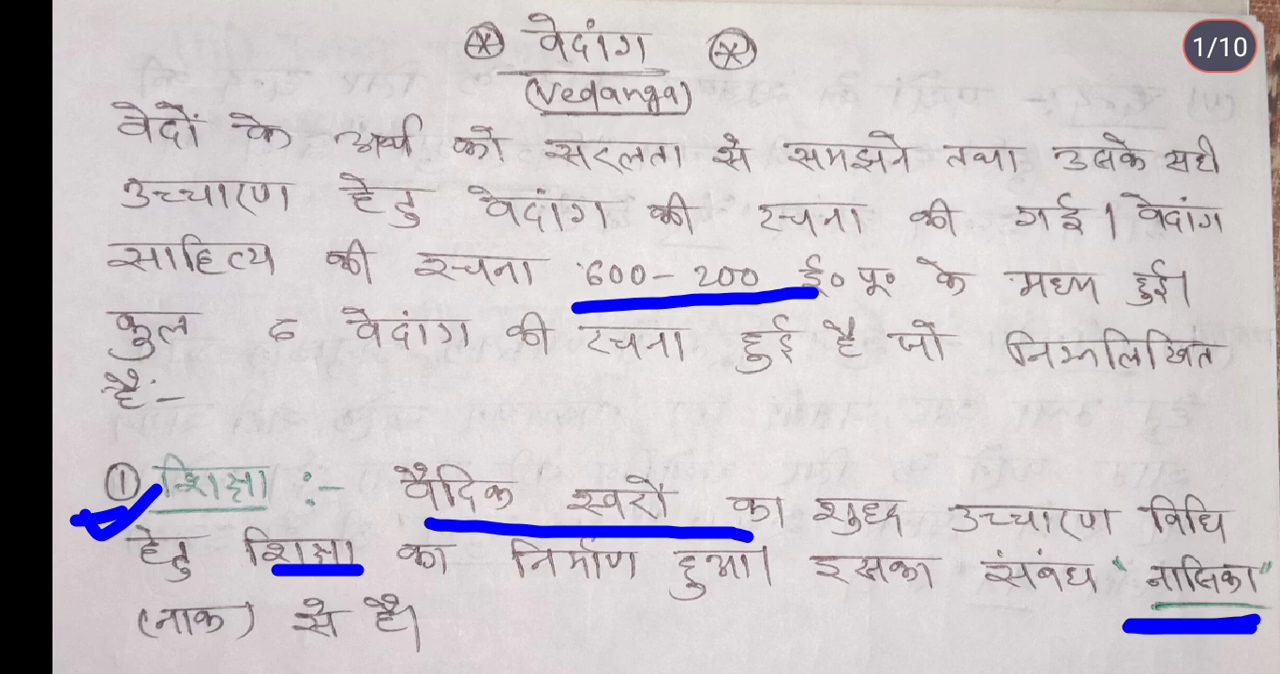 1/10
वेदांग
(Vedanga)
वेदों के अर्थ को सरलता से समझने तथा उसके सही
उच्चारण हेतु वेदांग की रचना की गई। वेदांग
साहित्य की रचना 600-200 ई० पू० के मध्य हुई।
कुल ६ वेदांग की रचना हुई है जो निम्नलिखित
है:-
① शिक्षा :- वैदिक स्वरों का शुद्ध उच्चारण विधि
हेतु शिक्षा का निर्माण हुआ। इसका संबंध "नासिका"
(नाक) से है।